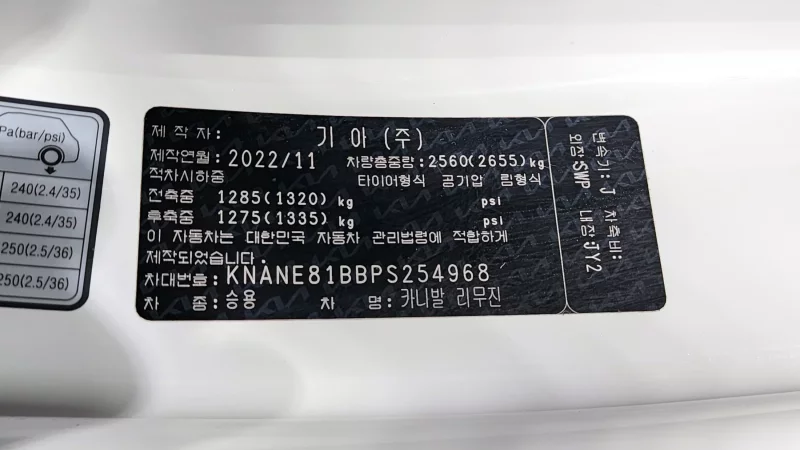 Pa(bar/psi)
240(2.4/35)
240(2.4/35)
250(2.5/36)
250(2.5/36)
제 작 자: 기 아 (주)
제작연월: 2022/11 차량총중량: 2560(2655)kg
적차시하중 타이어형식 공기압 림형식
전축중 1285(1320) kg psi
후축중 1275(1335) kg psi
이 자동차는 대한민국 자동차 관리법령에 적합하게
제작되었습니다.
차대번호: KNANE81BBPS254968
차 종: 승용 차 명: 카니발 리무진
변속기: J 차축비:
외장:SWP 내장:JY2